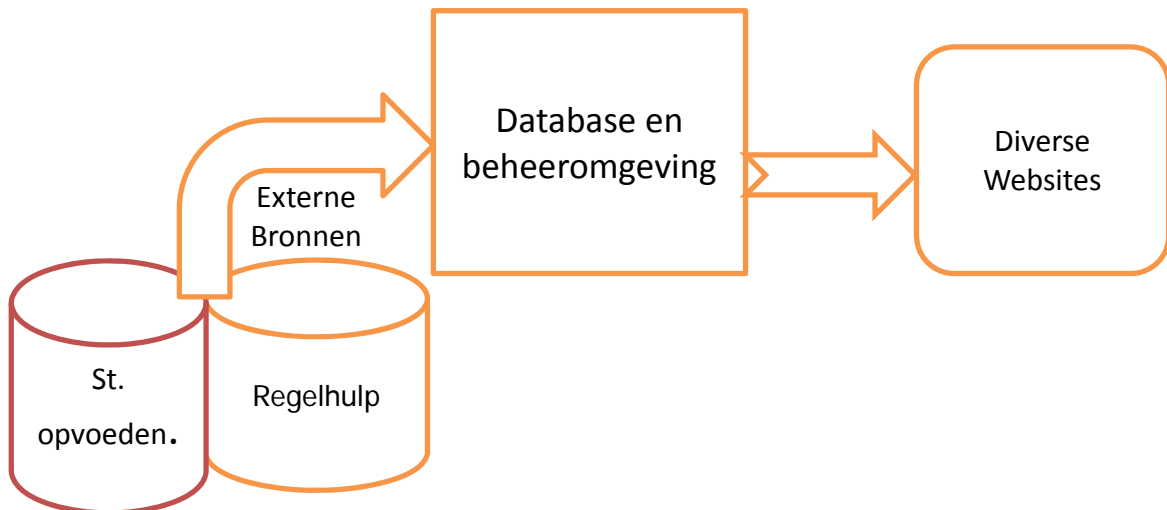 Database en
beheeromgeving
Diverse
Websites
Externe
Bronnen
St.
opvoeden.
Regelhulp